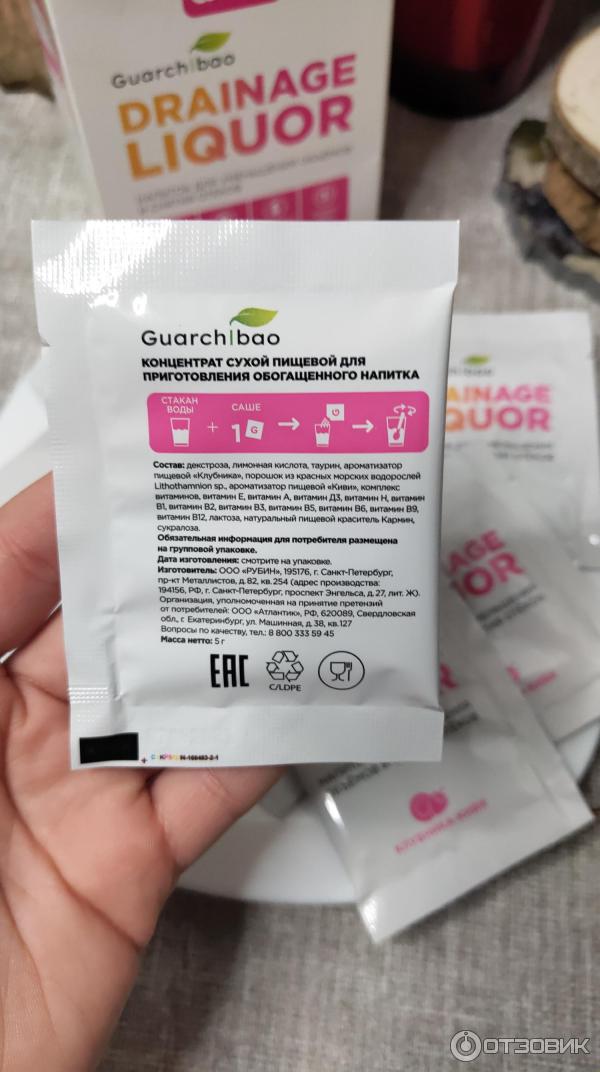 Guarchibao
DRAINAGE
LIQUOR
Guarchibao
КОНЦЕНТРАТ СУХОЙ ПИЩЕВОЙ ДЛЯ
ПРИГОТОВЛЕНИЯ ОБОГАЩЕННОГО НАПИТКА
СТАКАН
ВОДЫ
+
САШЕ
1 G
G
Состав: декстроза, лимонная кислота, таурин, ароматизатор
пищевой «Клубника», порошок из красных морских водорослей
Lithothamnion sp., ароматизатор пищевой «Киви», комплекс
витаминов, витамин Е, витамин А, витамин Д3, витамин Н, витамин
В1, витамин В2, витамин В3, витамин В5, витамин В6, витамин В9,
витамин В12, лактоза, натуральный пищевой краситель Кармин,
сукралоза.
Обязательная информация для потребителя размещена
на групповой упаковке.
Дата изготовления: смотрите на упаковке.
Изготовитель: ООО «РУБИН», 195176, г. Санкт-Петербург,
пр-кт Металлистов, д.82, кв.254 (адрес производства:
194156, РФ, г. Санкт-Петербург, проспект Энгельса, д.27, лит. Ж).
Организация, уполномоченная на принятие претензий
от потребителей: ООО «Атлантик», РФ, 620089, Свердловская
обл., г. Екатеринбург, ул. Машинная, д.38, кв.127
Вопросы по качеству, тел.: 8 800 333 59 45
Масса нетто: 5 г
EAC
C/LDPE
ibao
RAINAGE
QUOR
NAGE
UOR
ОТЗОВИК